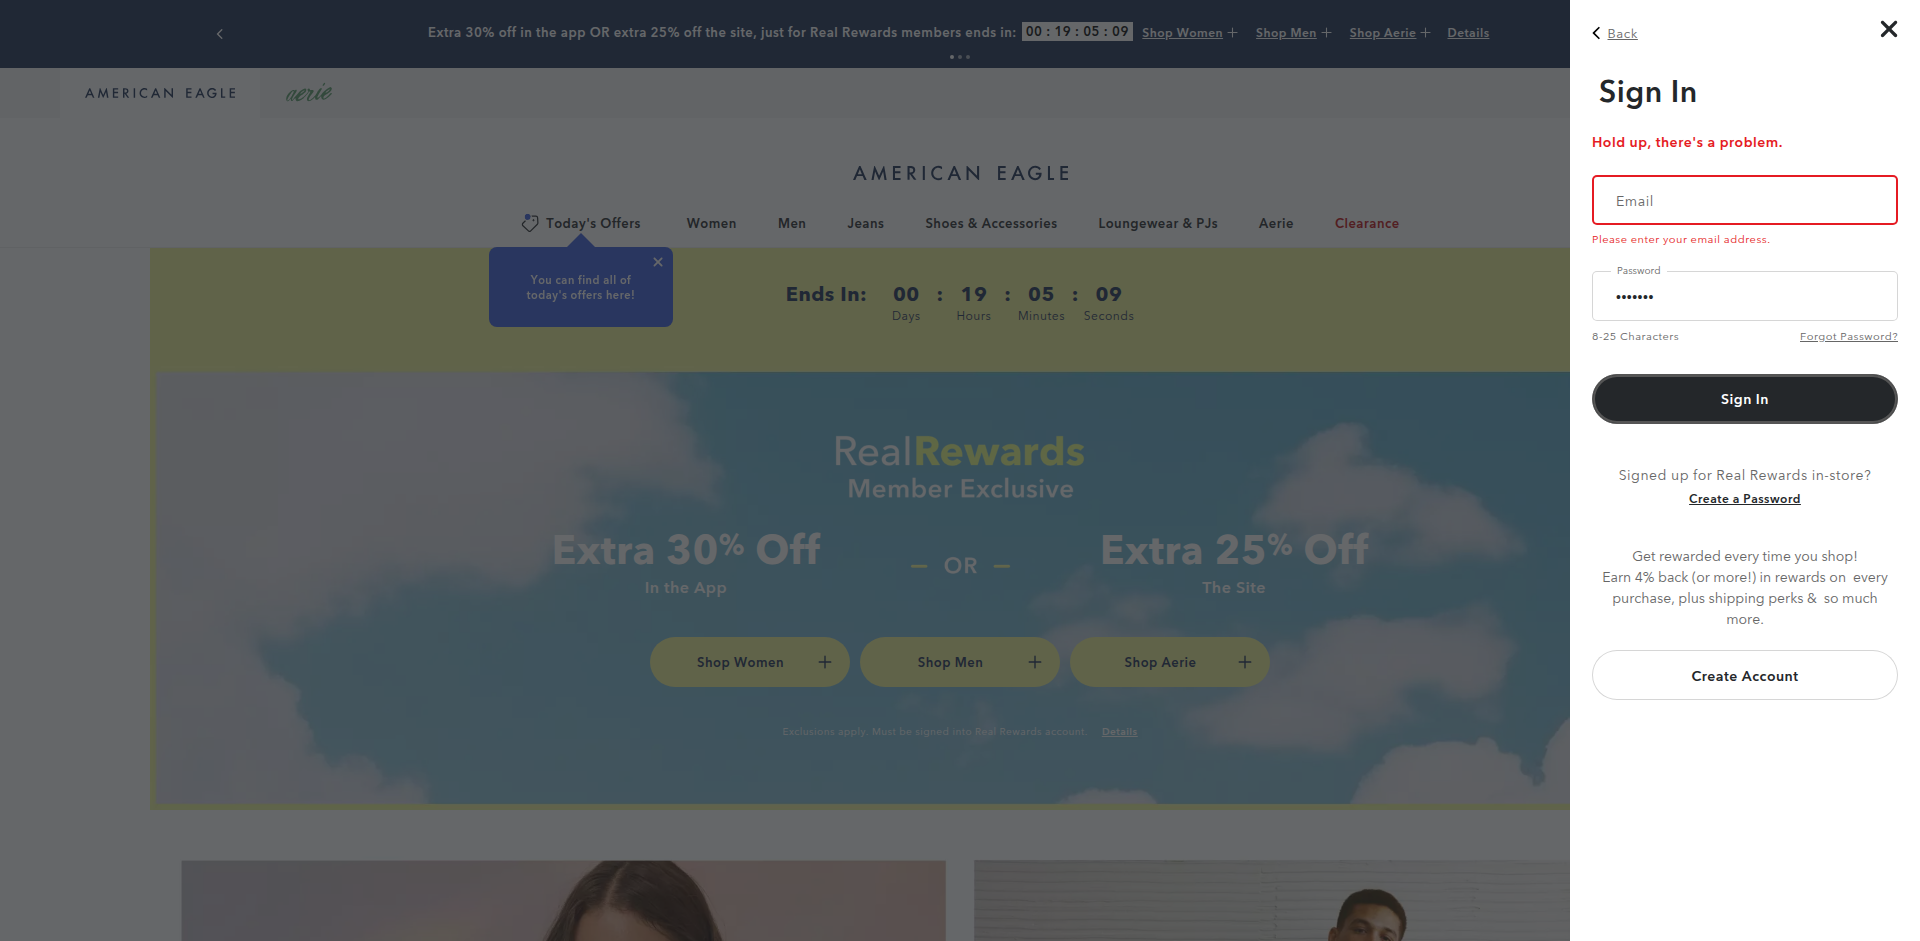 Extra 30% off in the app OR extra 25% off the site, just for Real Rewards members ends in: 00 : 19 : 05 : 09 Shop Women + Shop Men + Shop Aerie + Details
AMERICAN EAGLE aerie
AMERICAN EAGLE
Today's Offers Women Men Jeans Shoes & Accessories Loungewear & PJs Aerie Clearance
You can find all of
today's offers here!
Ends In: 00 : 19 : 05 : 09
Days Hours Minutes Seconds
RealRewards
Member Exclusive
Extra 30% Off
In the App
OR
Extra 25% Off
The Site
Shop Women + Shop Men + Shop Aerie +
Exclusions apply. Must be signed into Real Rewards account. Details
Back
Sign In
Hold up, there's a problem.
Email
Please enter your email address.
Password
•••••••
8-25 Characters Forgot Password?
Sign In
Signed up for Real Rewards in-store?
Create a Password
Get rewarded every time you shop!
Earn 4% back (or more!) in rewards on every
purchase, plus shipping perks & so much
more.
Create Account